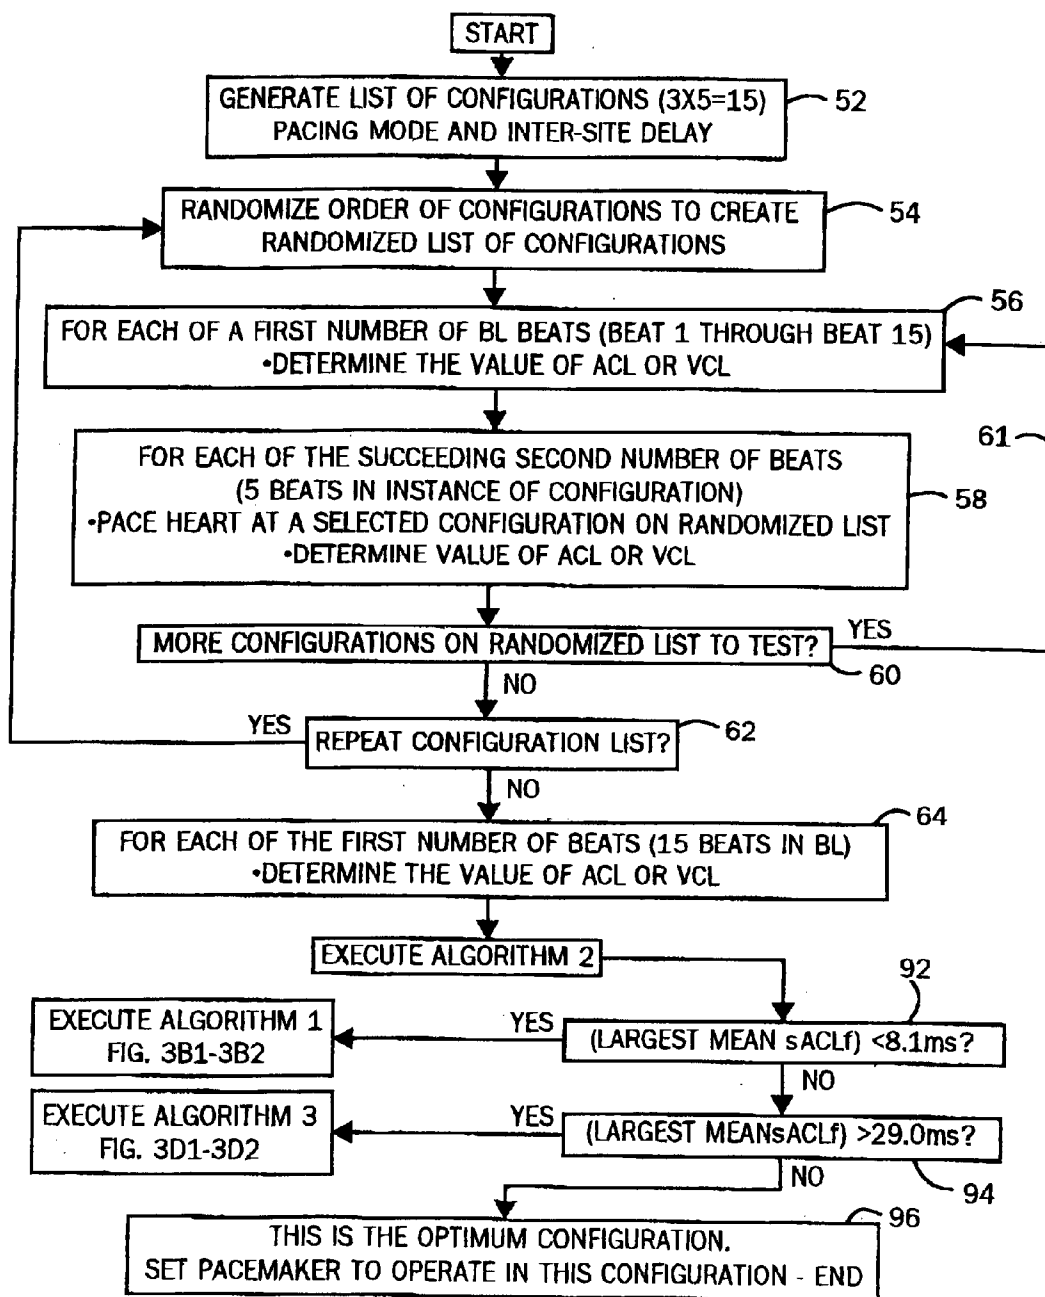 START
GENERATE LIST OF CONFIGURATIONS (3X5=15)
PACING MODE AND INTER-SITE DELAY
52
RANDOMIZE ORDER OF CONFIGURATIONS TO CREATE
RANDOMIZED LIST OF CONFIGURATIONS
54
56
FOR EACH OF A FIRST NUMBER OF BL BEATS (BEAT 1 THROUGH BEAT 15)
•DETERMINE THE VALUE OF ACL OR VCL
61
FOR EACH OF THE SUCCEEDING SECOND NUMBER OF BEATS
(5 BEATS IN INSTANCE OF CONFIGURATION)
•PACE HEART AT A SELECTED CONFIGURATION ON RANDOMIZED LIST
•DETERMINE VALUE OF ACL OR VCL
58
MORE CONFIGURATIONS ON RANDOMIZED LIST TO TEST?
YES
60
NO
YES
REPEAT CONFIGURATION LIST?
62
NO
64
FOR EACH OF THE FIRST NUMBER OF BEATS (15 BEATS IN BL)
•DETERMINE THE VALUE OF ACL OR VCL
EXECUTE ALGORITHM 2
92
EXECUTE ALGORITHM 1
FIG. 3B1-3B2
YES
(LARGEST MEAN sACLf) <8.1ms?
NO
EXECUTE ALGORITHM 3
FIG. 3D1-3D2
YES
(LARGEST MEANsACLf) >29.0ms?
NO
94
96
THIS IS THE OPTIMUM CONFIGURATION.
SET PACEMAKER TO OPERATE IN THIS CONFIGURATION - END